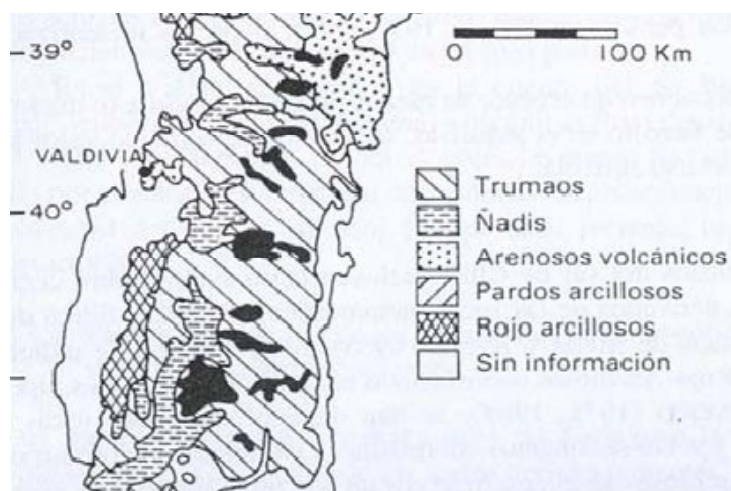 39°
0
100 Km
VALDIVIA
40°
Trumaos
Ñadis
Arenosos volcánicos
Pardos arcillosos
Rojo arcillosos
Sin información